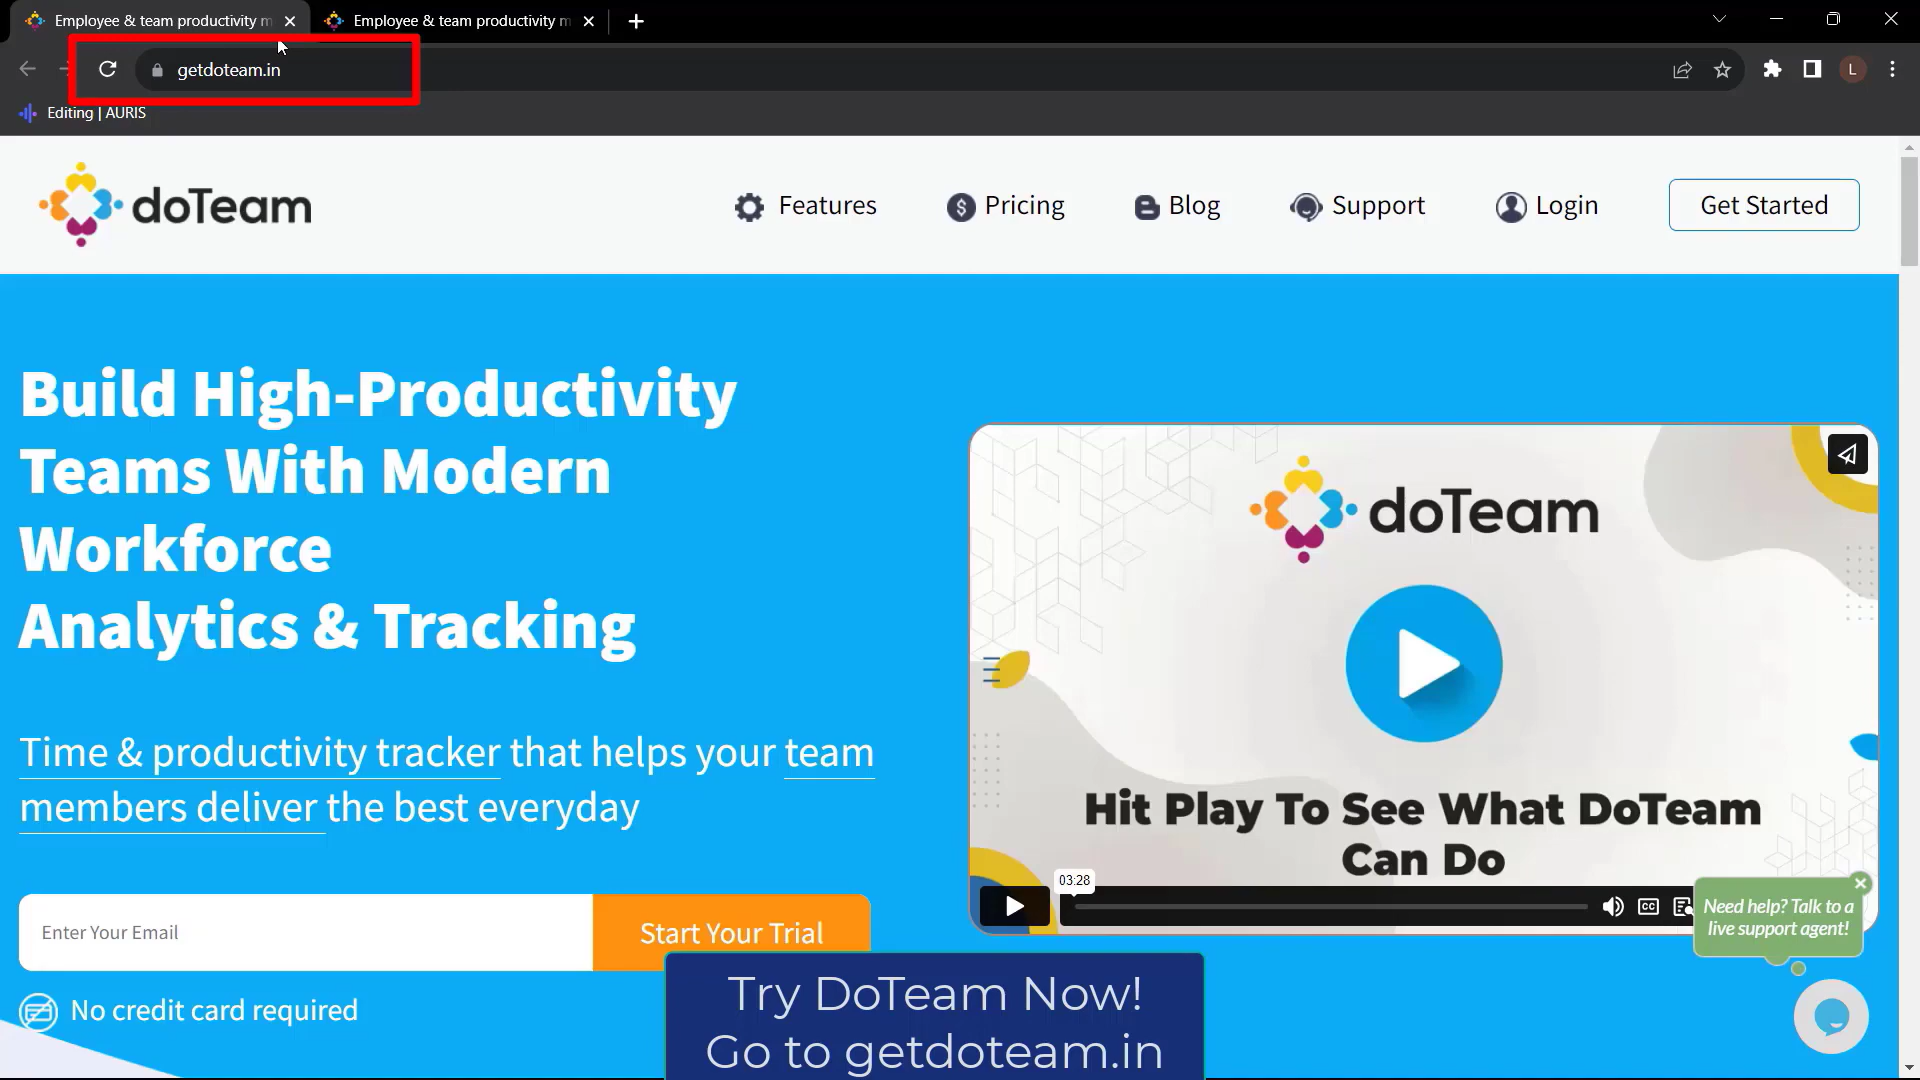 Employee & team productivity m
Employee & team productivity m
getdoteam.in
L
Editing | AURIS
doTeam
Features
Pricing
Blog
Support
Login
Get Started
Build High-Productivity
Teams With Modern
Workforce
Analytics & Tracking
Time & productivity tracker that helps your team
members deliver the best everyday
Enter Your Email
Start Your Trial
No credit card required
doTeam
Hit Play To See What DoTeam
Can Do
03:28
CC
Need help? Talk to a
live support agent!
Try DoTeam Now!
Go to getdoteam.in